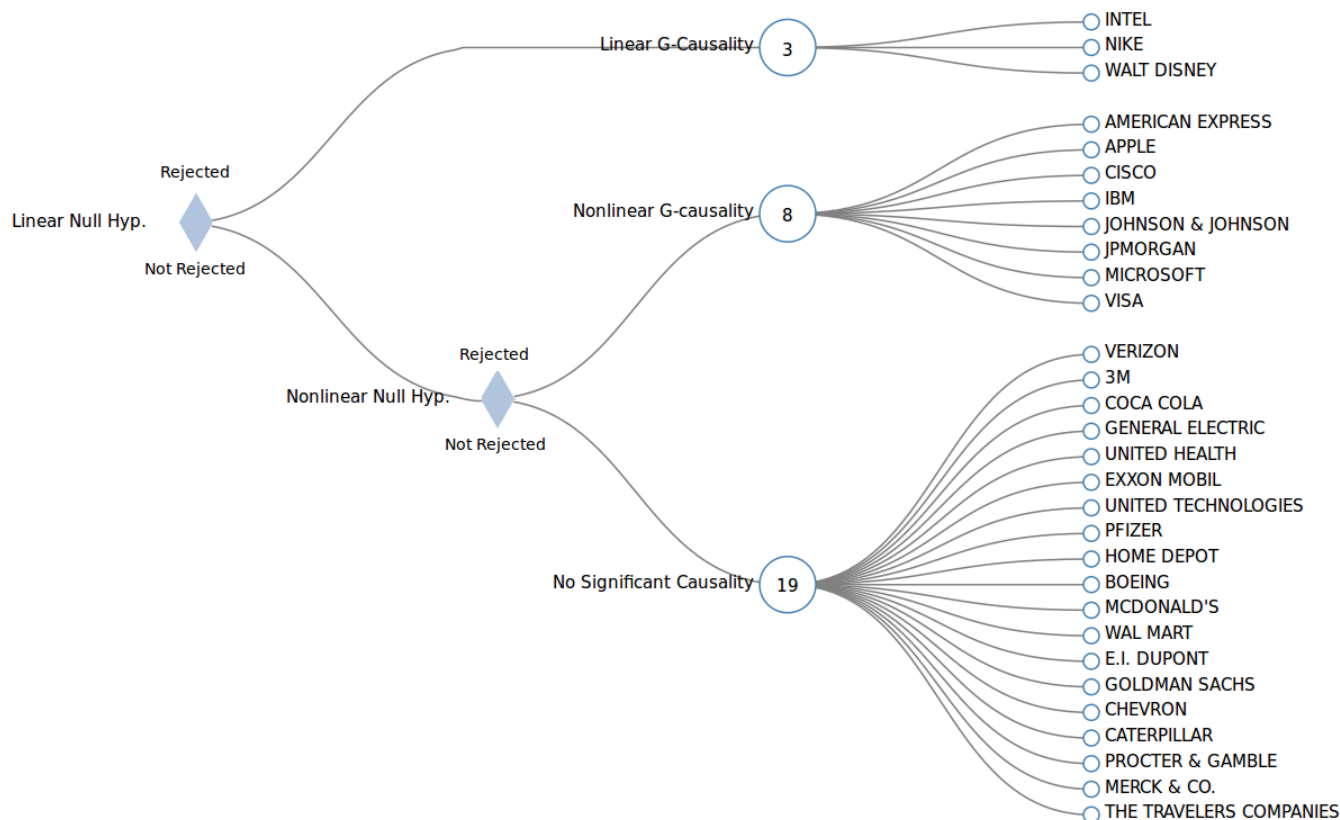 INTEL
Linear G-Causality
3
NIKE
WALT DISNEY
AMERICAN EXPRESS
APPLE
Rejected
CISCO
IBM
Nonlinear G-causality
8
Linear Null Hyp.
JOHNSON & JOHNSON
JPMORGAN
Not Rejected
MICROSOFT
VISA
Rejected
VERIZON
3M
Nonlinear Null Hyp.
COCA COLA
GENERAL ELECTRIC
Not Rejected
UNITED HEALTH
EXXON MOBIL
UNITED TECHNOLOGIES
PFIZER
HOME DEPOT
No Significant Causality
19
BOEING
MCDONALD'S
WAL MART
E.I. DUPONT
GOLDMAN SACHS
CHEVRON
CATERPILLAR
PROCTER & GAMBLE
MERCK & CO.
THE TRAVELERS COMPANIES